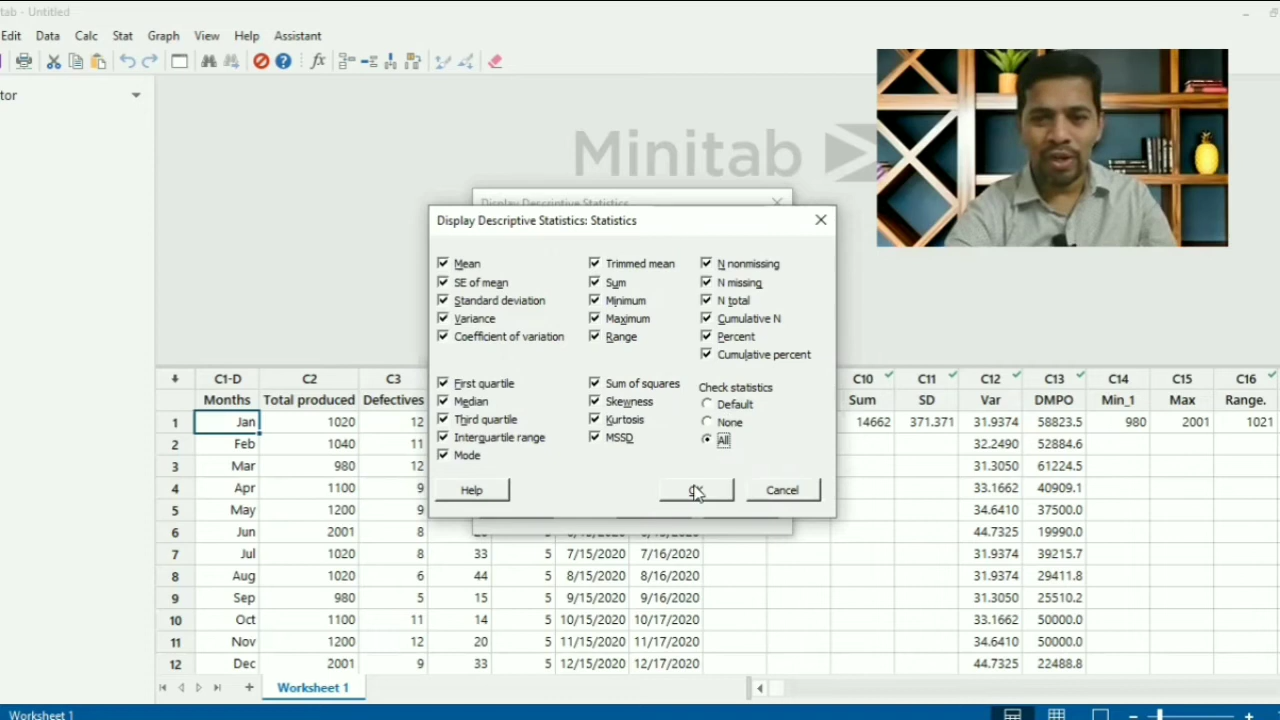 tab - Untitled
Edit Data Calc Stat Graph View Help Assistant
tor
Minitab
Display Descriptive Statistics
Display Descriptive Statistics: Statistics
Mean Trimmed mean N nonmissing
SE of mean Sum N missing
Standard deviation Minimum N total
Variance Maximum Cumulative N
Coefficient of variation Range Percent
Cumulative percent
First quartile Sum of squares Check statistics
Median Skewness Default
Third quartile Kurtosis None
Interquartile range MSSD All
Mode
Help Cancel
C1-D C2 C3 C10 C11 C12 C13 C14 C15 C16
Months Total produced Defectives Sum SD Var DMPO Min_1 Max Range.
1 Jan 1020 12 14662 371.371 31.9374 58823.5 980 2001 1021
2 Feb 1040 11 32.2490 52884.6
3 Mar 980 12 31.3050 61224.5
4 Apr 1100 9 33.1662 40909.1
5 May 1200 9 34.6410 37500.0
6 Jun 2001 8 44.7325 19990.0
7 Jul 1020 8 33 5 7/15/2020 7/16/2020 31.9374 39215.7
8 Aug 1020 6 44 5 8/15/2020 8/16/2020 31.9374 29411.8
9 Sep 980 5 15 5 9/15/2020 9/16/2020 31.3050 25510.2
10 Oct 1100 11 14 5 10/15/2020 10/17/2020 33.1662 50000.0
11 Nov 1200 12 20 5 11/15/2020 11/17/2020 34.6410 50000.0
12 Dec 2001 9 33 5 12/15/2020 12/17/2020 44.7325 22488.8
Worksheet 1
Worksheet 1